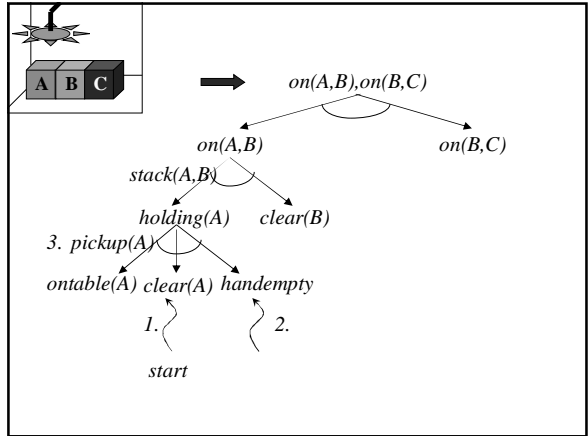 A B C
on(A,B),on(B,C)
on(A,B)
on(B,C)
stack(A,B)
holding(A)
clear(B)
3. pickup(A)
ontable(A)
clear(A)
handempty
1.
2.
start